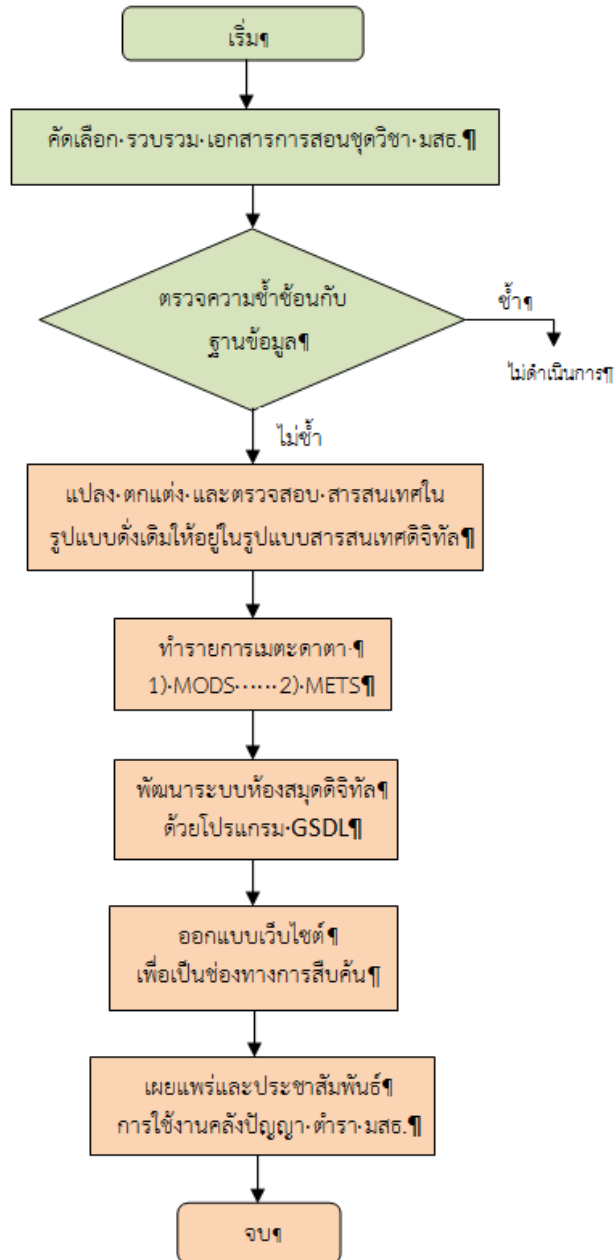 เริ่ม¶
คัดเลือก·รวบรวม·เอกสารการสอนชุดวิชา·มสธ.¶
ตรวจความซ้ำซ้อนกับ
ฐานข้อมูล¶
ซ้ำ¶
ไม่ดำเนินการ¶
ไม่ซ้ำ
แปลง·ตกแต่ง·และตรวจสอบ·สารสนเทศใน
รูปแบบดั่งเดิมให้อยู่ในรูปแบบสารสนเทศดิจิทัล¶
ทำรายการเมตะดาตา·¶
1)·MODS······2)·METS¶
พัฒนาระบบห้องสมุดดิจิทัล¶
ด้วยโปรแกรม·GSDL¶
ออกแบบเว็บไซต์¶
เพื่อเป็นช่องทางการสืบค้น¶
เผยแพร่และประชาสัมพันธ์¶
การใช้งานคลังปัญญา·ตำรา·มสธ.¶
จบ¶